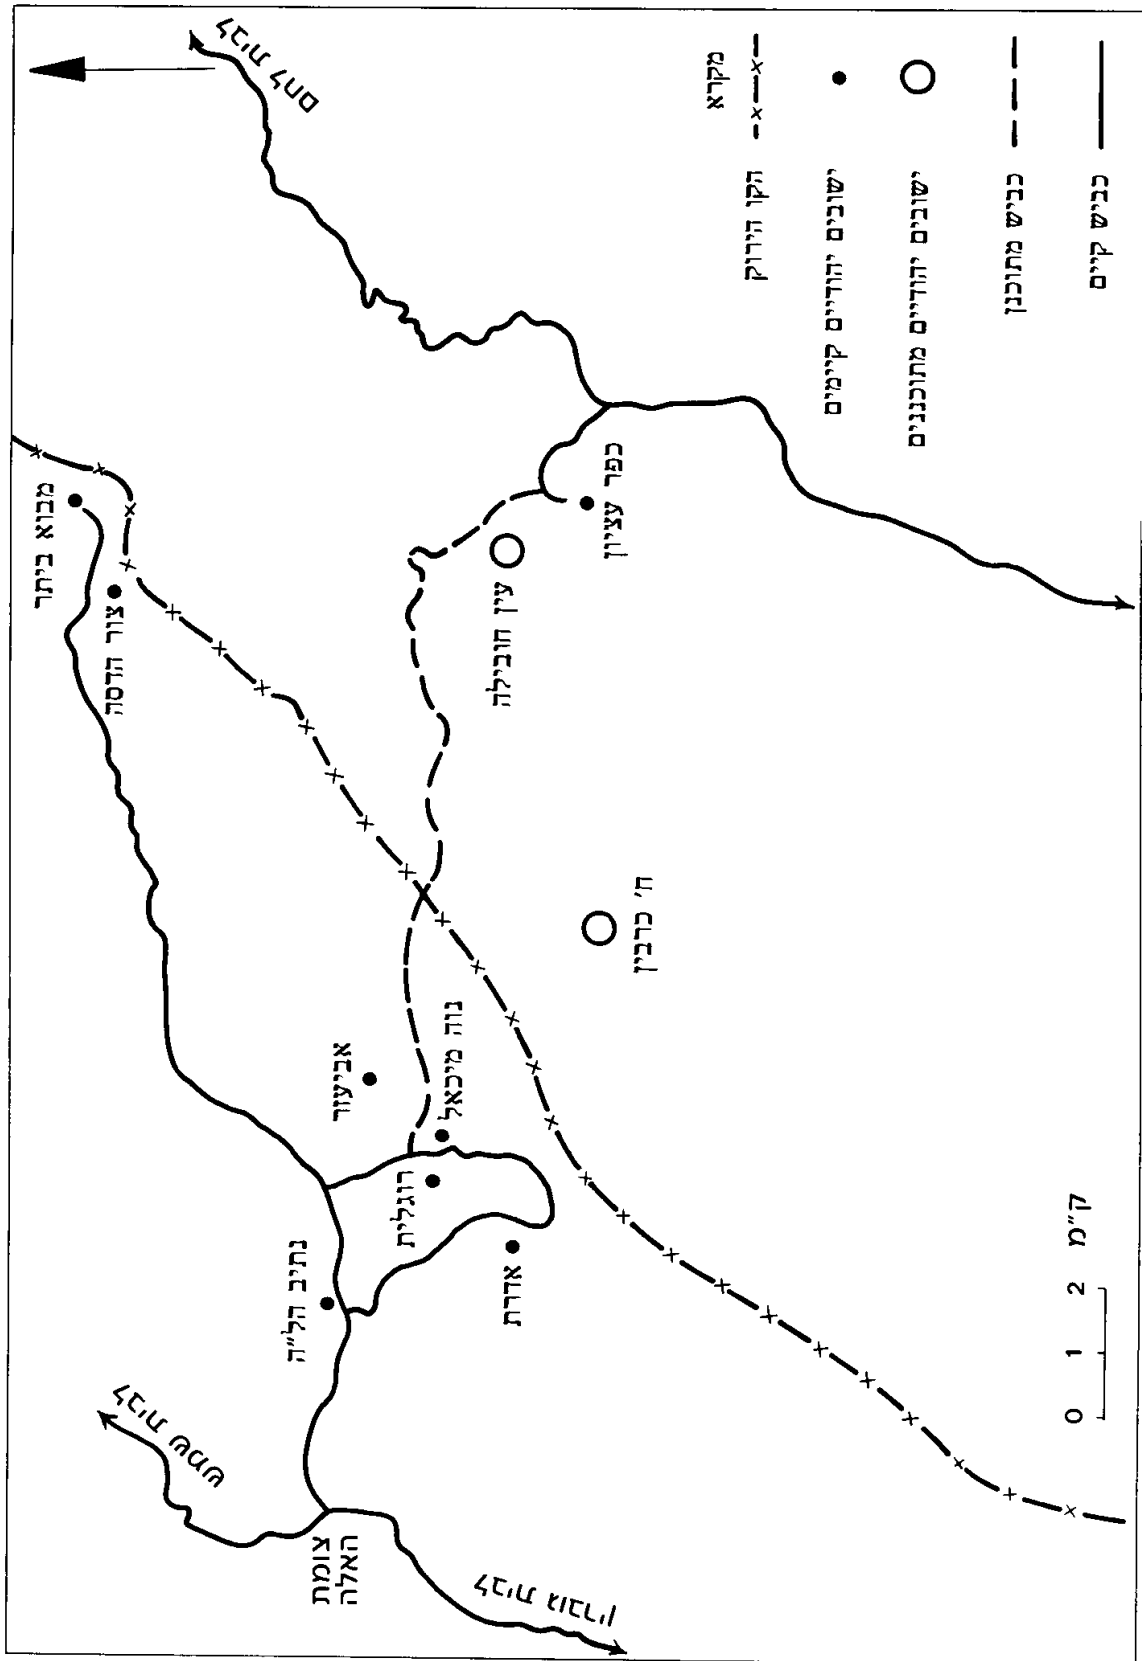 לבית לחם
מבוא ביתר
צור הדסה
כפר עציון
עין חובילה
ח' כרבין
אביעזר
נוה מיכאל
רוגלית
אדרת
נתיב הל"ה
לבית שמש
צומת
האלה
לבית גוברין
מקרא
הקו הירוק
ישובים יהודיים קיימים
ישובים יהודיים מתוכננים
כביש מתוכנן
כביש קיים
0 1 2 ק"מ